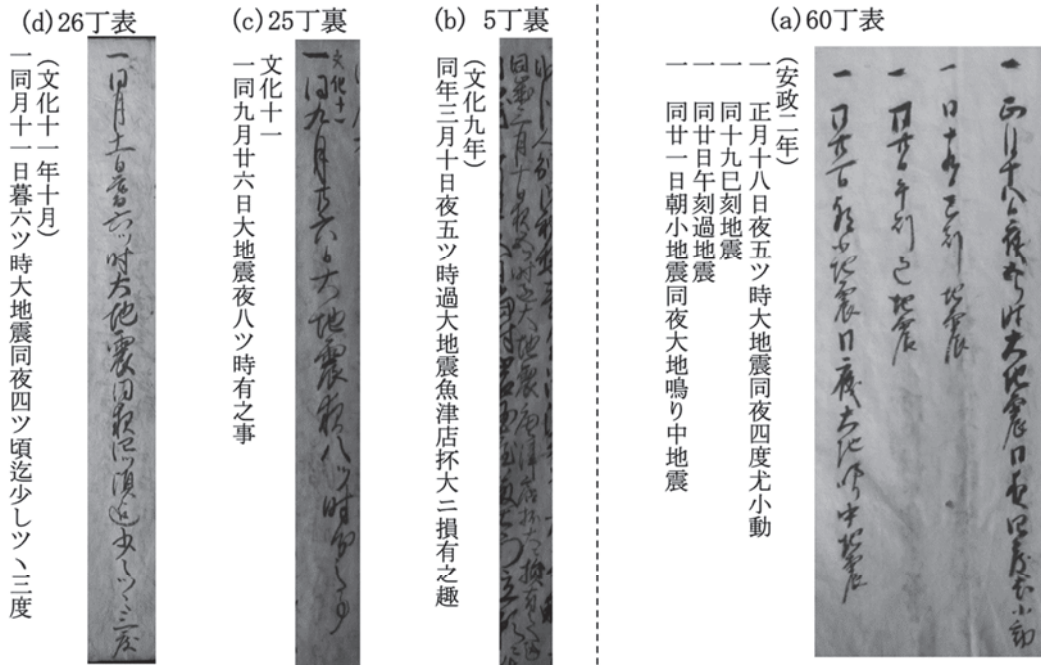 (a)60丁表
(安政二年)
一 正月十八日夜五ツ時大地震同夜四度尤小動
一 同十九巳刻地震
一 同廿日午刻過地震
一 同廿一日朝小地震同夜大地鳴り中地震
(b) 5丁裏
(文化九年)
同年三月十日夜五ツ時過大地震魚津店抔大ニ損有之趣
(c)25丁裏
文化十一
一同九月廿六日大地震夜八ツ時有之事
(d)26丁表
(文化十一年十月)
一同月十一日暮六ツ時大地震同夜四ツ頃迄少しツヽ三度